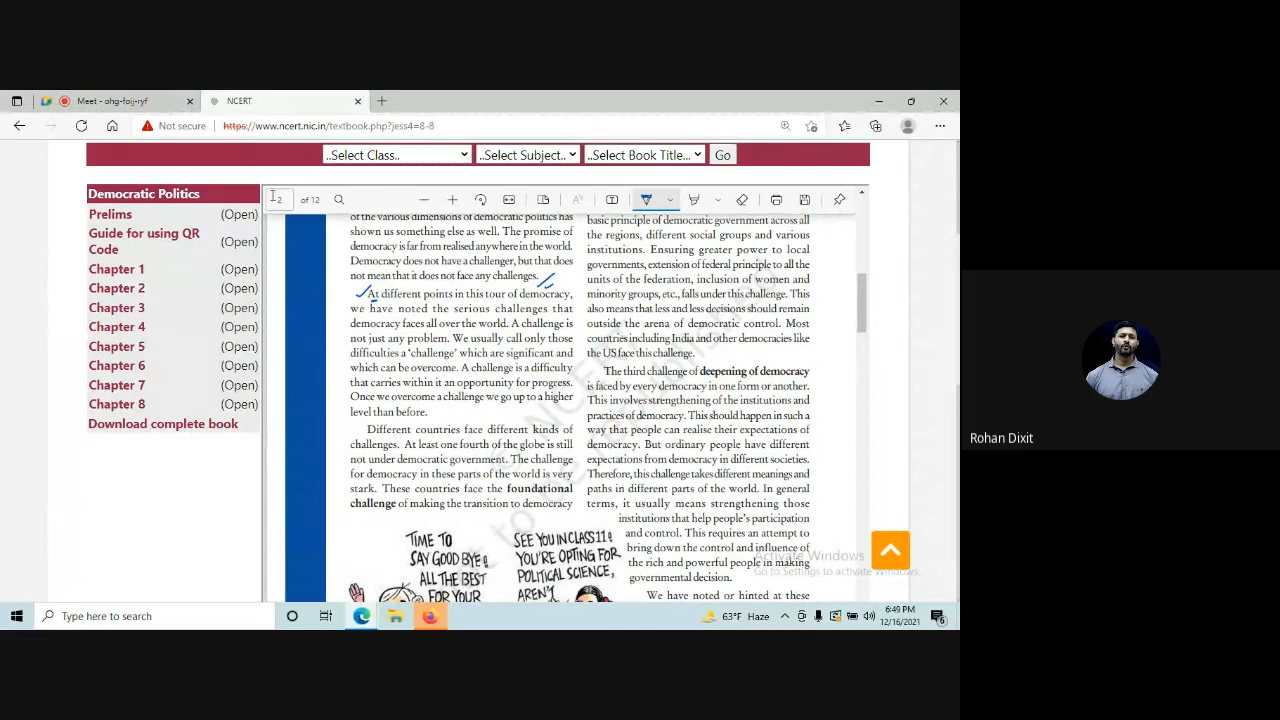 Meet - ohg-foij-ryf
NCERT
Not secure
https://www.ncert.nic.in/textbook.php?jess4=8-8
..Select Class..
..Select Subject..
..Select Book Title...
Go
Democratic Politics
Prelims (Open)
Guide for using QR Code (Open)
Chapter 1 (Open)
Chapter 2 (Open)
Chapter 3 (Open)
Chapter 4 (Open)
Chapter 5 (Open)
Chapter 6 (Open)
Chapter 7 (Open)
Chapter 8 (Open)
Download complete book
2 of 12
of the various dimensions of democratic politics has
shown us something else as well. The promise of
democracy is far from realised anywhere in the world.
Democracy does not have a challenger, but that does
not mean that it does not face any challenges.
At different points in this tour of democracy,
we have noted the serious challenges that
democracy faces all over the world. A challenge is
not just any problem. We usually call only those
difficulties a ‘challenge’ which are significant and
which can be overcome. A challenge is a difficulty
that carries within it an opportunity for progress.
Once we overcome a challenge we go up to a higher
level than before.
Different countries face different kinds of
challenges. At least one fourth of the globe is still
not under democratic government. The challenge
for democracy in these parts of the world is very
stark. These countries face the foundational
challenge of making the transition to democracy
TIME TO
SAY GOOD BYE!
ALL THE BEST
FOR YOUR
SEE YOU IN CLASS 11!
YOU'RE OPTING FOR
POLITICAL SCIENCE,
AREN'T
basic principle of democratic government across all
the regions, different social groups and various
institutions. Ensuring greater power to local
governments, extension of federal principle to all the
units of the federation, inclusion of women and
minority groups, etc., falls under this challenge. This
also means that less and less decisions should remain
outside the arena of democratic control. Most
countries including India and other democracies like
the US face this challenge.
The third challenge of deepening of democracy
is faced by every democracy in one form or another.
This involves strengthening of the institutions and
practices of democracy. This should happen in such a
way that people can realise their expectations of
democracy. But ordinary people have different
expectations from democracy in different societies.
Therefore, this challenge takes different meanings and
paths in different parts of the world. In general
terms, it usually means strengthening those
institutions that help people's participation
and control. This requires an attempt to
bring down the control and influence of
the rich and powerful people in making
governmental decision.
We have noted or hinted at these
Activate Windows
Go to Settings to activate Windows.
Type here to search
63°F Haze
6:49 PM
12/16/2021
6
Rohan Dixit